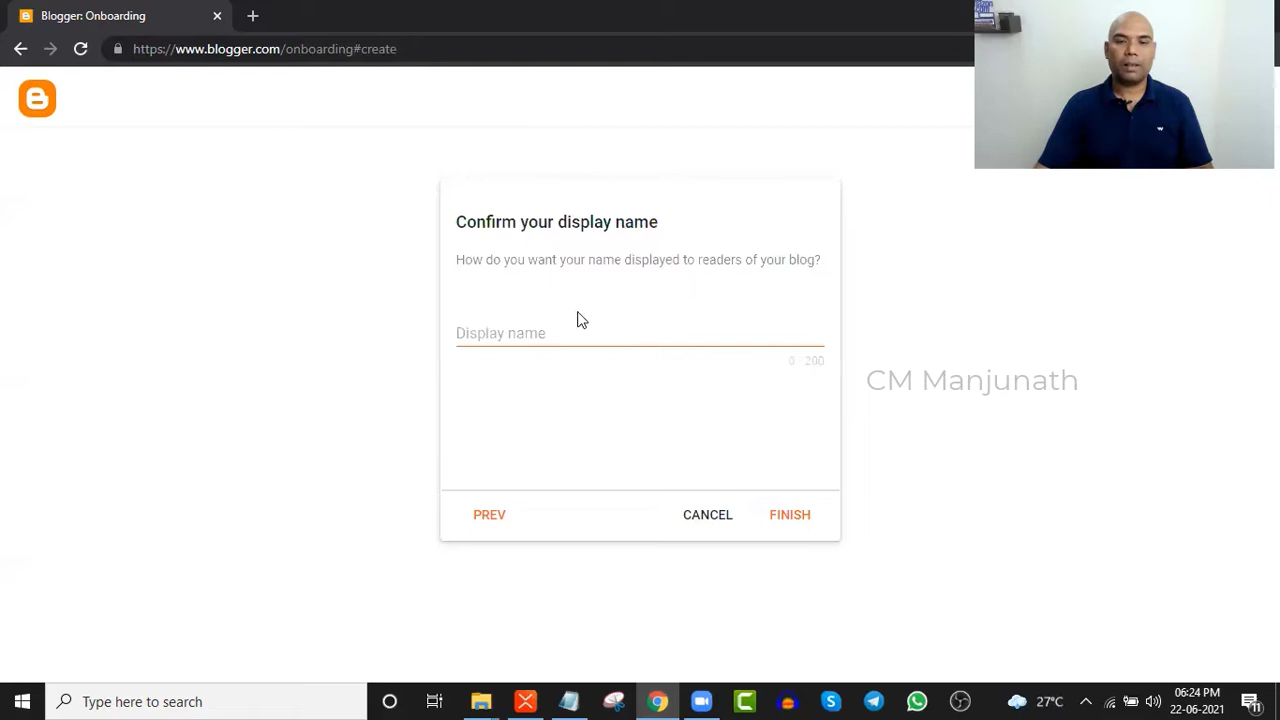 Blogger: Onboarding
https://www.blogger.com/onboarding#create
Confirm your display name
How do you want your name displayed to readers of your blog?
Display name
0 / 200
CM Manjunath
PREV
CANCEL
FINISH
Type here to search
27°C
06:24 PM
22-06-2021